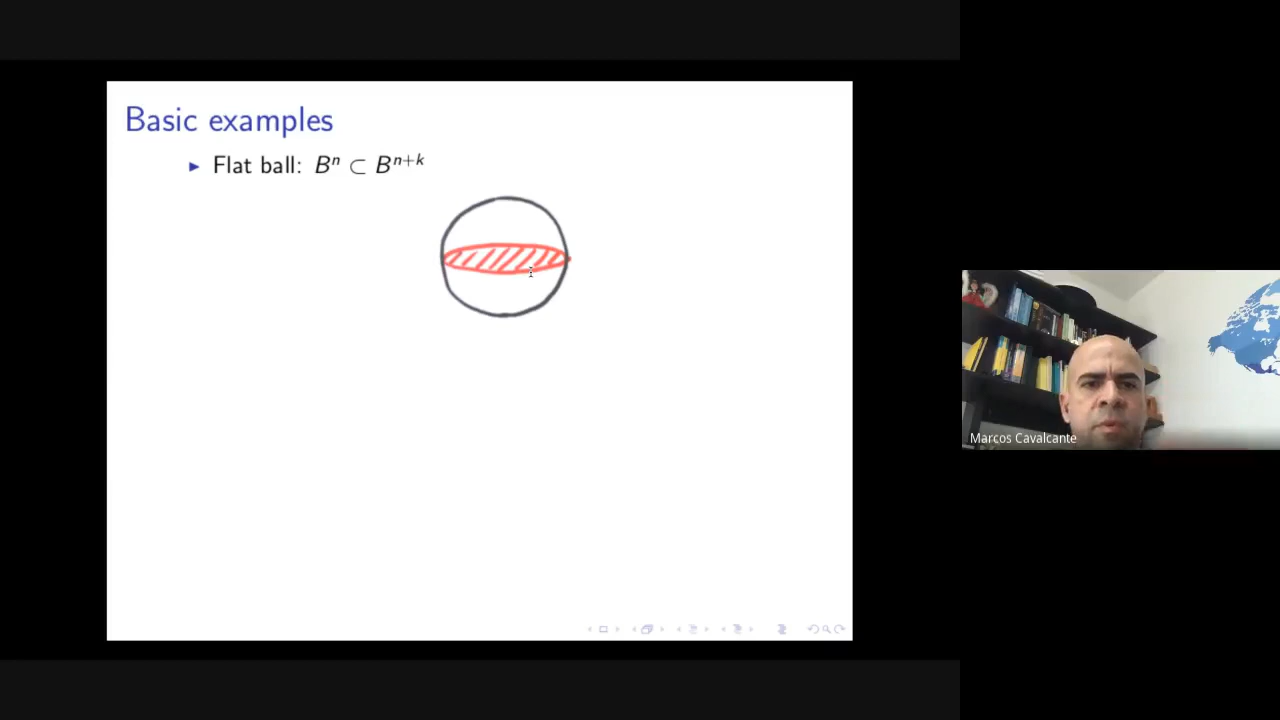 Basic examples
▶ Flat ball: Bⁿ ⊂ Bⁿ⁺ᵏ
Marcos Cavalcante